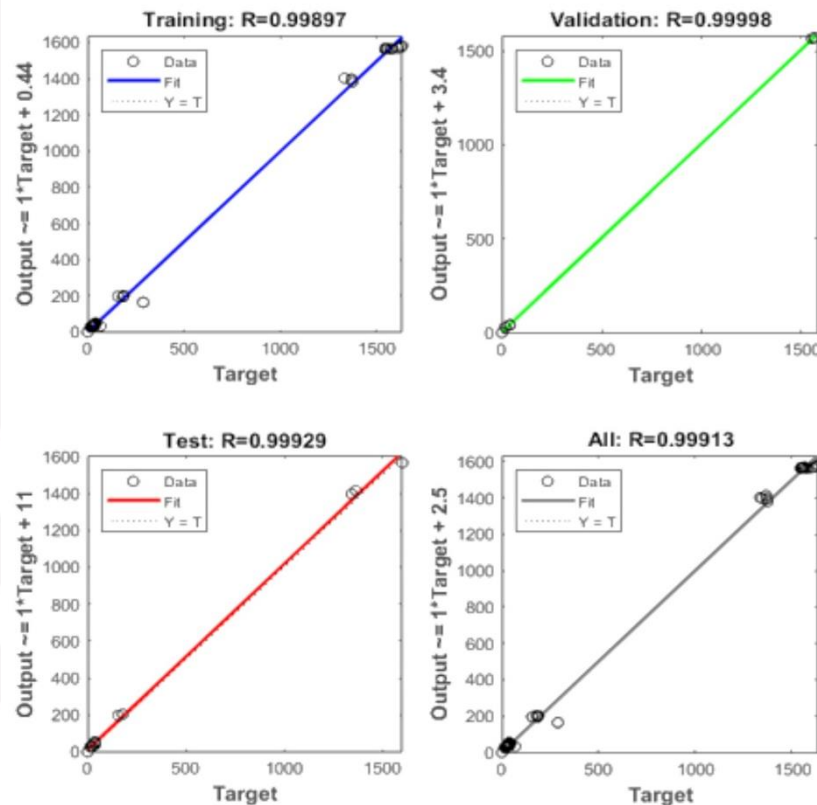 Training: R=0.99897
Output ~= 1*Target + 0.44
1600
1400
1200
1000
800
600
400
200
0
Data
Fit
Y = T
0
500
1000
1500
Target
Validation: R=0.99998
Output ~= 1*Target + 3.4
1500
1000
500
0
Data
Fit
Y = T
0
500
1000
1500
Target
Test: R=0.99929
Output ~= 1*Target + 11
1600
1400
1200
1000
800
600
400
200
0
Data
Fit
Y = T
0
500
1000
1500
Target
All: R=0.99913
Output ~= 1*Target + 2.5
1600
1400
1200
1000
800
600
400
200
0
Data
Fit
Y = T
0
500
1000
1500
Target